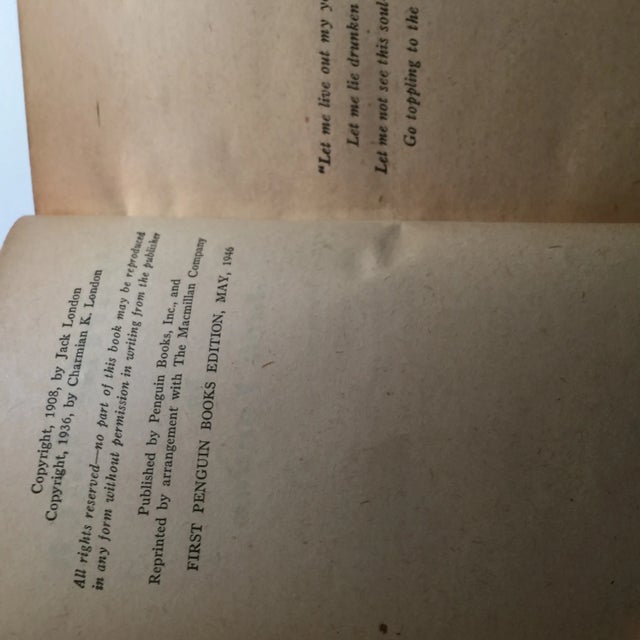 Copyright, 1908, by Jack London
Copyright, 1936, by Charmian K. London
All rights reserved—no part of this book may be reproduced
in any form without permission in writing from the publisher
Published by Penguin Books, Inc., and
Reprinted by arrangement with The Macmillan Company
FIRST PENGUIN BOOKS EDITION, MAY, 1946
"Let me live out my
Let me lie drunken
Let me not see this soul-
Go toppling to the